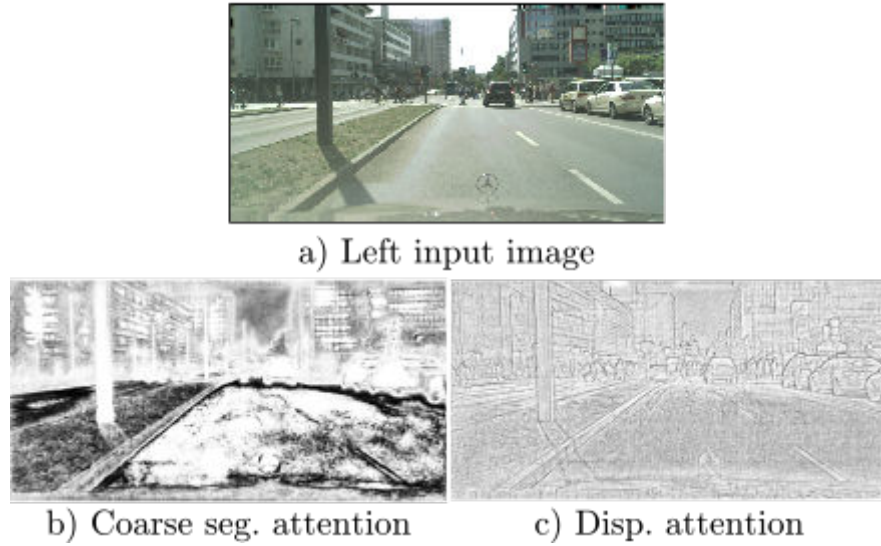 a) Left input image
b) Coarse seg. attention
c) Disp. attention